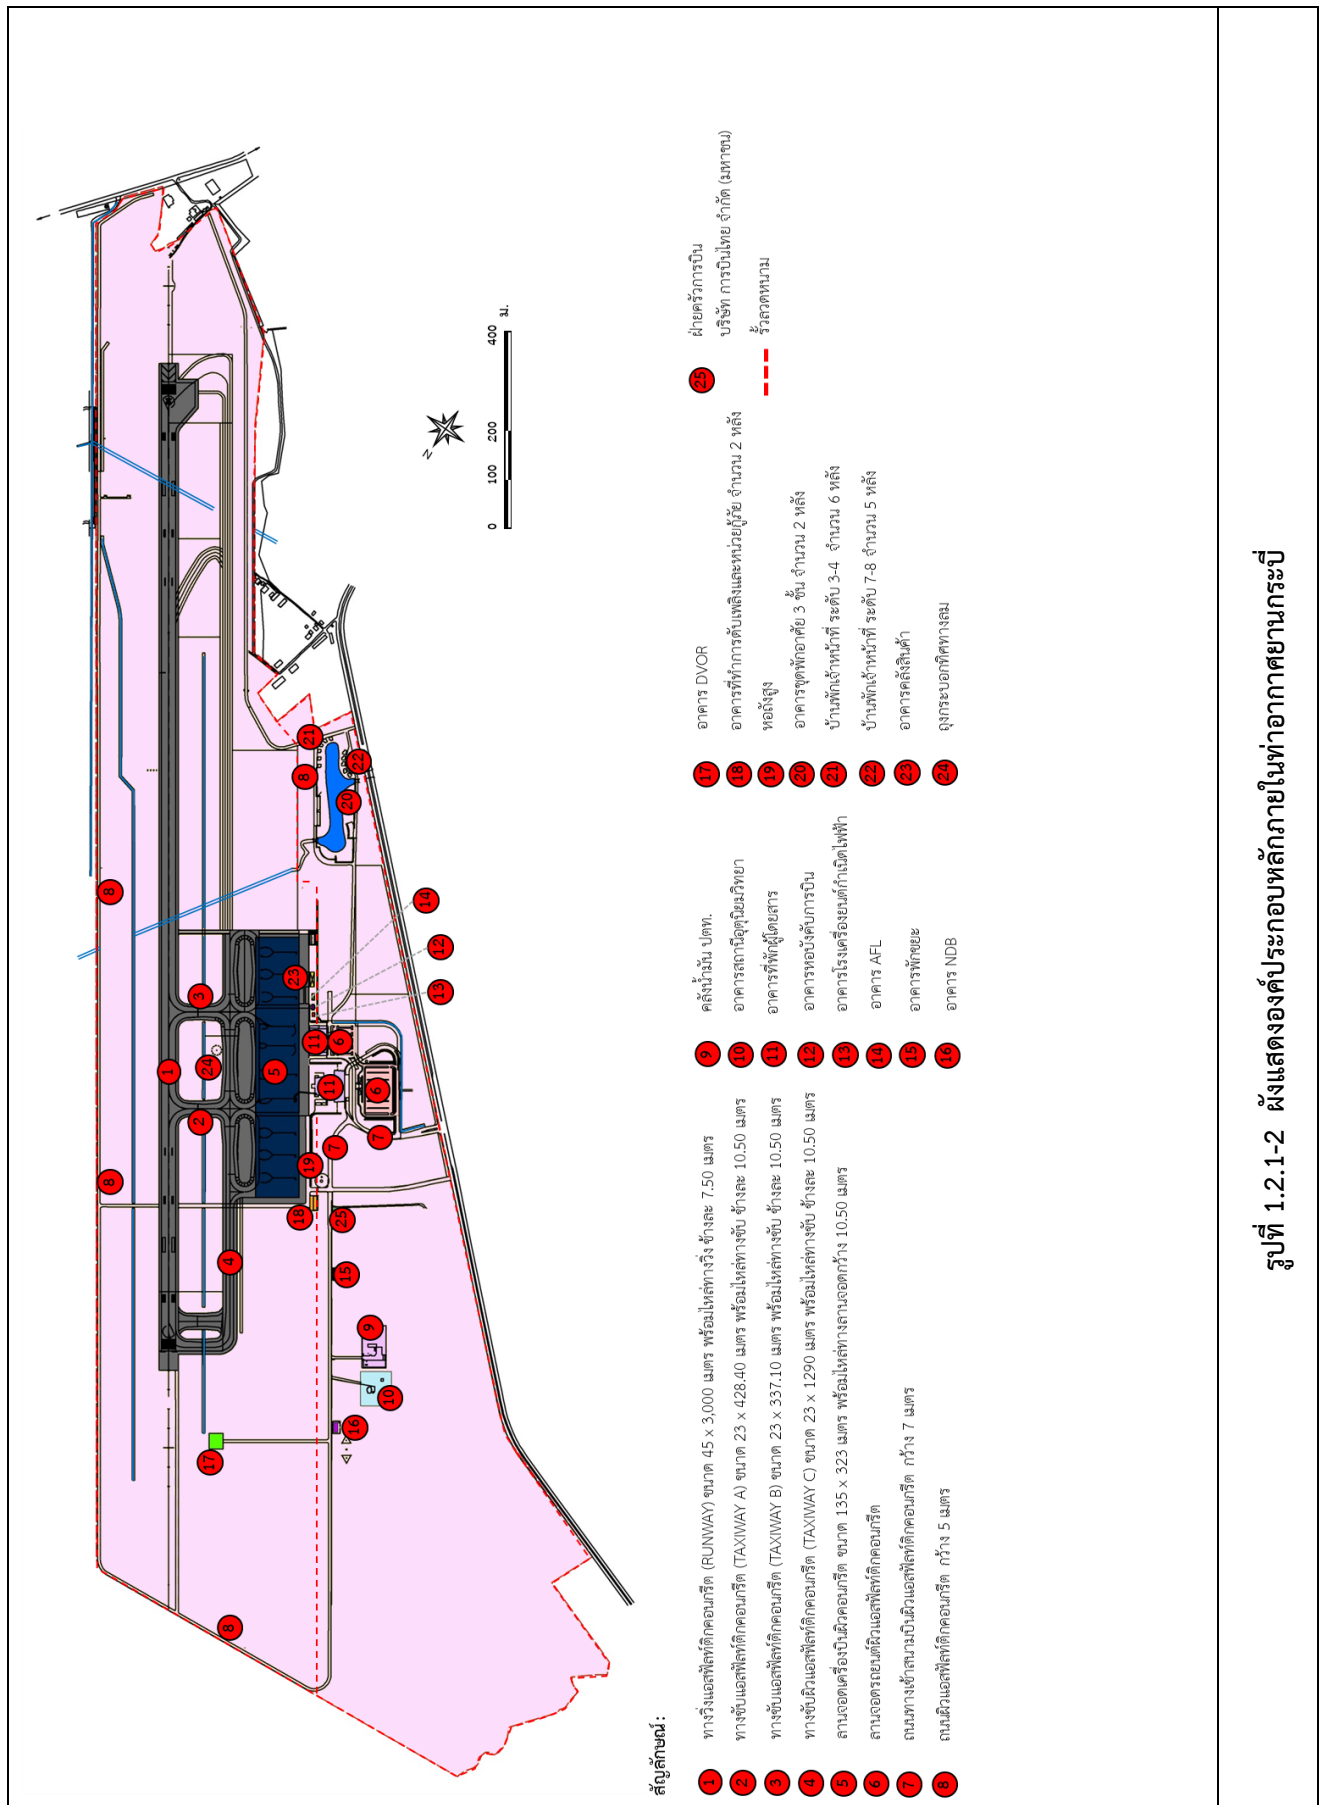 N
0 100 200 400 ม.
1
2
3
4
5
6
6
7
7
8
8
8
8
9
10
11
11
12
13
14
15
16
17
18
19
20
21
22
23
24
25
สัญลักษณ์:
1 ทางวิ่งแอสฟัลท์ติกคอนกรีต (RUNWAY) ขนาด 45 x 3,000 เมตร พร้อมไหล่ทางวิ่ง ข้างละ 7.50 เมตร
2 ทางขับแอสฟัลท์ติกคอนกรีต (TAXIWAY A) ขนาด 23 x 428.40 เมตร พร้อมไหล่ทางขับ ข้างละ 10.50 เมตร
3 ทางขับแอสฟัลท์ติกคอนกรีต (TAXIWAY B) ขนาด 23 x 337.10 เมตร พร้อมไหล่ทางขับ ข้างละ 10.50 เมตร
4 ทางขับผิวแอสฟัลท์ติกคอนกรีต (TAXIWAY C) ขนาด 23 x 1290 เมตร พร้อมไหล่ทางขับ ข้างละ 10.50 เมตร
5 ลานจอดเครื่องบินผิวคอนกรีต ขนาด 135 x 323 เมตร พร้อมไหล่ทางลานจอดกว้าง 10.50 เมตร
6 ลานจอดรถยนต์ผิวแอสฟัลท์ติกคอนกรีต
7 ถนนทางเข้าสนามบินผิวแอสฟัลท์ติกคอนกรีต กว้าง 7 เมตร
8 ถนนผิวแอสฟัลท์ติกคอนกรีต กว้าง 5 เมตร
9 คลังน้ำมัน ปตท.
10 อาคารสถานีอุตุนิยมวิทยา
11 อาคารที่พักผู้โดยสาร
12 อาคารหอบังคับการบิน
13 อาคารโรงเครื่องยนต์กำเนิดไฟฟ้า
14 อาคาร AFL
15 อาคารพักขยะ
16 อาคาร NDB
17 อาคาร DVOR
18 อาคารที่ทำการดับเพลิงและหน่วยกู้ภัย จำนวน 2 หลัง
19 หอถังสูง
20 อาคารชุดพักอาศัย 3 ชั้น จำนวน 2 หลัง
21 บ้านพักเจ้าหน้าที่ ระดับ 3-4 จำนวน 6 หลัง
22 บ้านพักเจ้าหน้าที่ ระดับ 7-8 จำนวน 5 หลัง
23 อาคารคลังสินค้า
24 ถุงกระบอกทิศทางลม
25 ฝ่ายครัวการบิน
บริษัท การบินไทย จำกัด (มหาชน)
รั้วลวดหนาม
รูปที่ 1.2.1-2 ผังแสดงองค์ประกอบหลักภายในท่าอากาศยานกระบี่